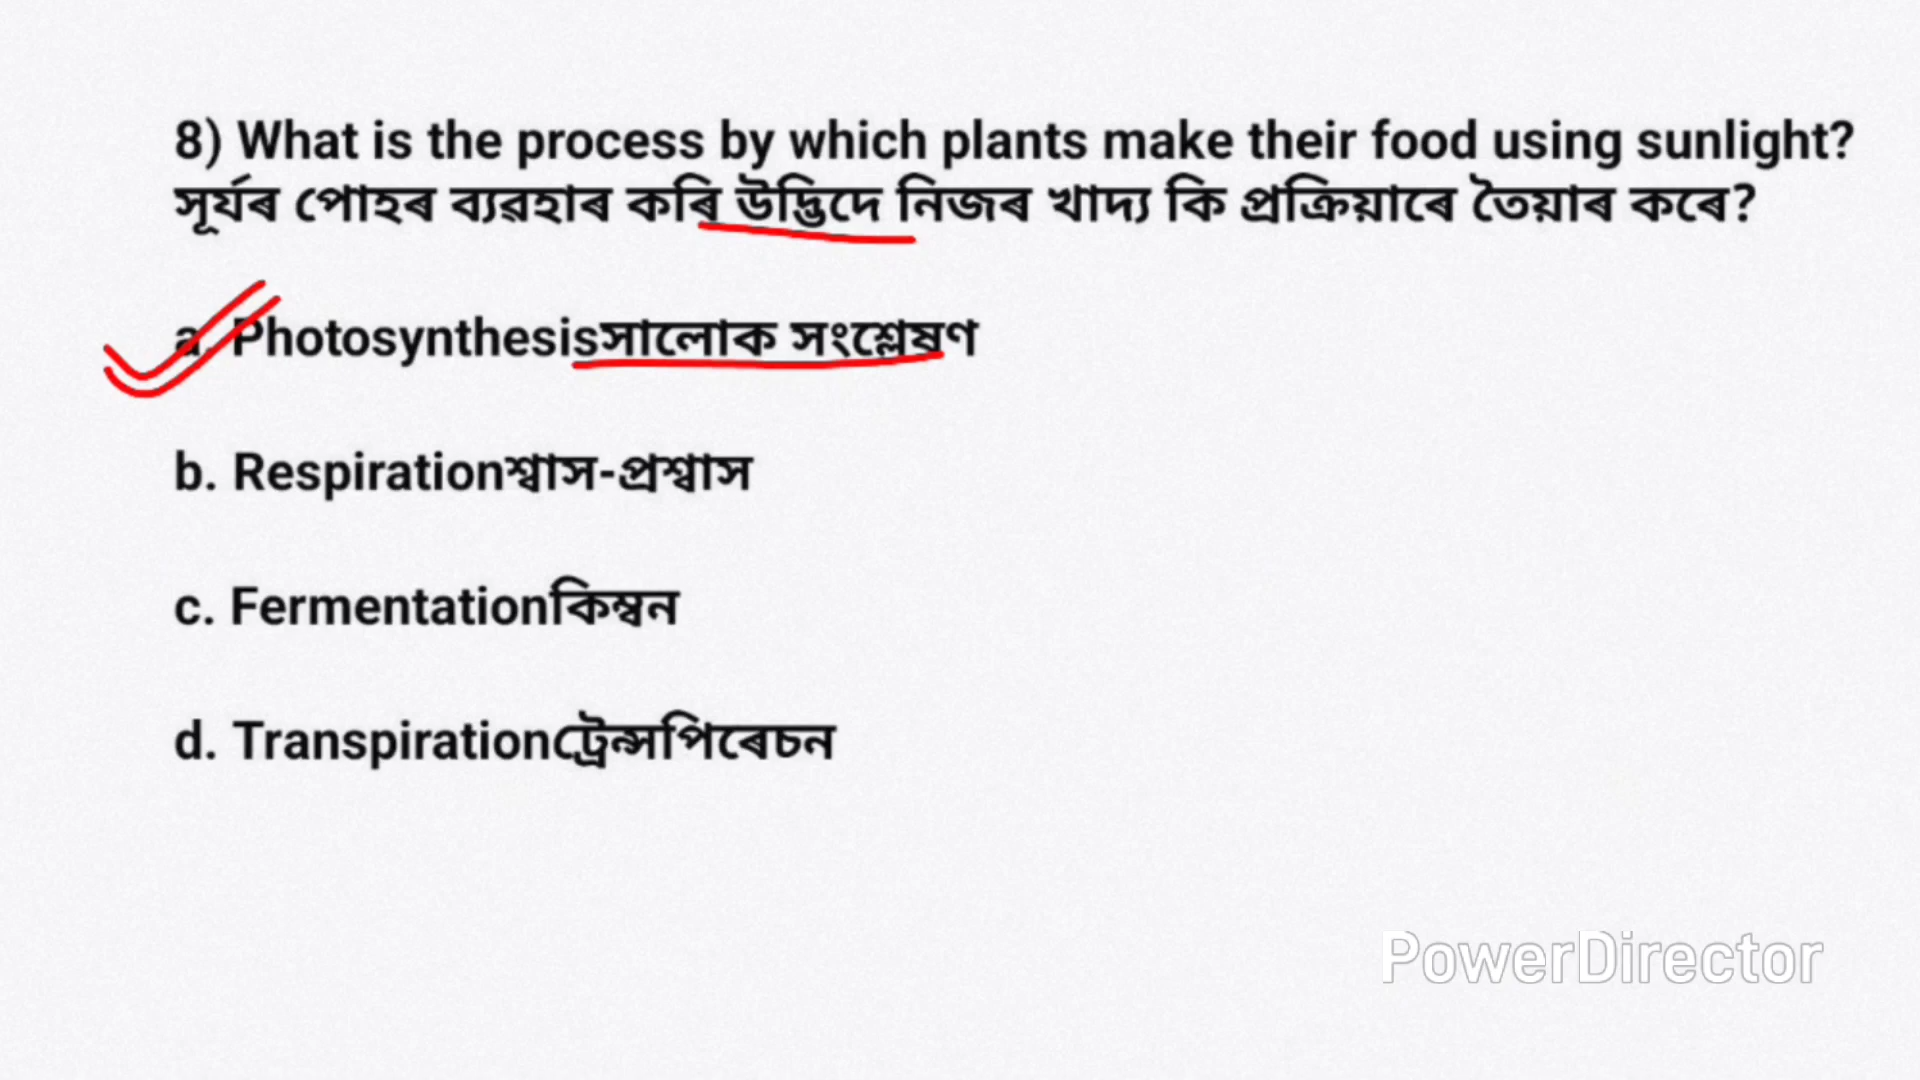 8) What is the process by which plants make their food using sunlight?
সূৰ্যৰ পোহৰ ব্যৱহাৰ কৰি উদ্ভিদে নিজৰ খাদ্য কি প্ৰক্ৰিয়াৰে তৈয়াৰ কৰে?
a. Photosynthesisসালোক সংশ্লেষণ
b. Respirationশ্বাস-প্ৰশ্বাস
c. Fermentationকিম্বন
d. Transpirationট্ৰেন্সপিৰেচন
PowerDirector